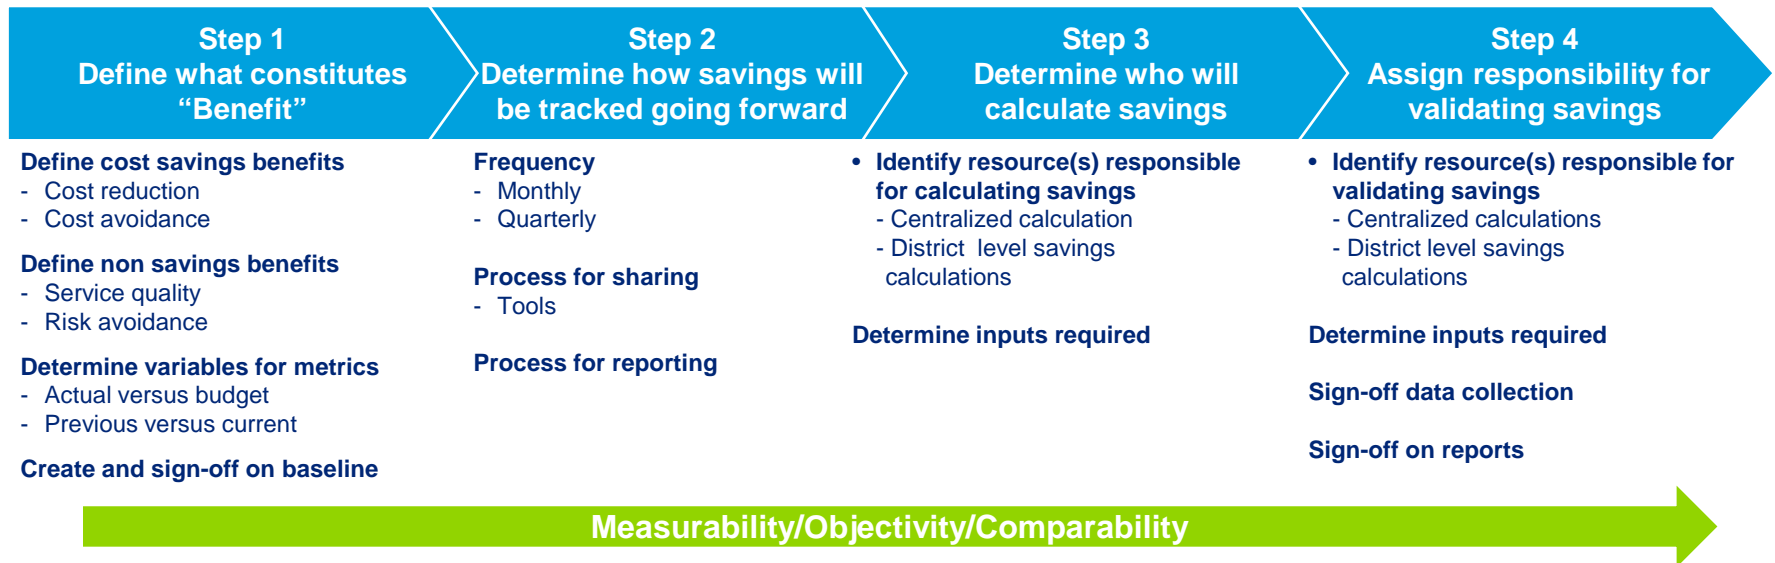 Step 1
Define what constitutes
“Benefit”
Step 2
Determine how savings will
be tracked going forward
Step 3
Determine who will
calculate savings
Step 4
Assign responsibility for
validating savings
Define cost savings benefits
- Cost reduction
- Cost avoidance
Define non savings benefits
- Service quality
- Risk avoidance
Determine variables for metrics
- Actual versus budget
- Previous versus current
Create and sign-off on baseline
Frequency
- Monthly
- Quarterly
Process for sharing
- Tools
Process for reporting
• Identify resource(s) responsible
for calculating savings
- Centralized calculation
- District level savings
calculations
Determine inputs required
• Identify resource(s) responsible for
validating savings
- Centralized calculations
- District level savings
calculations
Determine inputs required
Sign-off data collection
Sign-off on reports
Measurability/Objectivity/Comparability